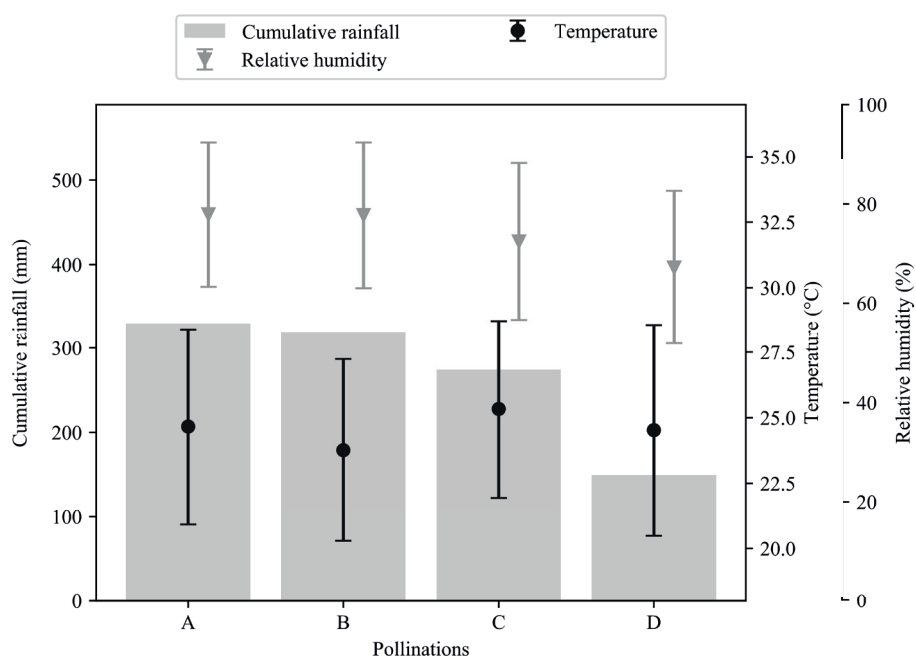 Cumulative rainfall
Temperature
Relative humidity
500
400
300
200
100
0
Cumulative rainfall (mm)
35.0
32.5
30.0
27.5
25.0
22.5
20.0
Temperature (°C)
100
80
60
40
20
0
Relative humidity (%)
A B C D
Pollinations